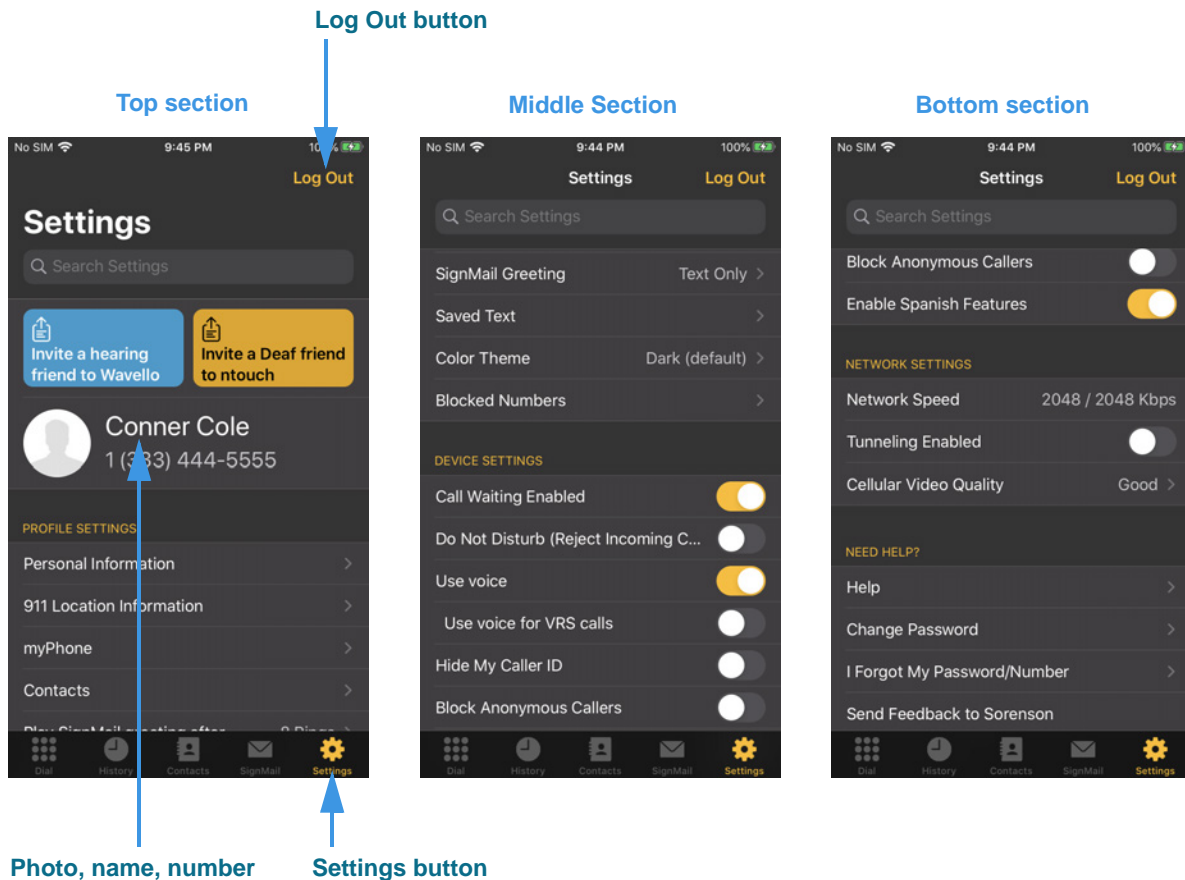 Log Out button
Top section
Middle Section
Bottom section
No SIM 9:45 PM 10 %
Log Out
Settings
Search Settings
Invite a hearing
friend to Wavello
Invite a Deaf friend
to ntouch
Conner Cole
1 (333) 444-5555
PROFILE SETTINGS
Personal Information
911 Location Information
myPhone
Contacts
Play SignMail greeting after 8 Rings
Dial History Contacts SignMail Settings
No SIM 9:44 PM 100%
Settings Log Out
Search Settings
SignMail Greeting Text Only
Saved Text
Color Theme Dark (default)
Blocked Numbers
DEVICE SETTINGS
Call Waiting Enabled
Do Not Disturb (Reject Incoming C...
Use voice
Use voice for VRS calls
Hide My Caller ID
Block Anonymous Callers
Dial History Contacts SignMail Settings
No SIM 9:44 PM 100%
Settings Log Out
Search Settings
Block Anonymous Callers
Enable Spanish Features
NETWORK SETTINGS
Network Speed 2048 / 2048 Kbps
Tunneling Enabled
Cellular Video Quality Good
NEED HELP?
Help
Change Password
I Forgot My Password/Number
Send Feedback to Sorenson
Dial History Contacts SignMail Settings
Photo, name, number
Settings button